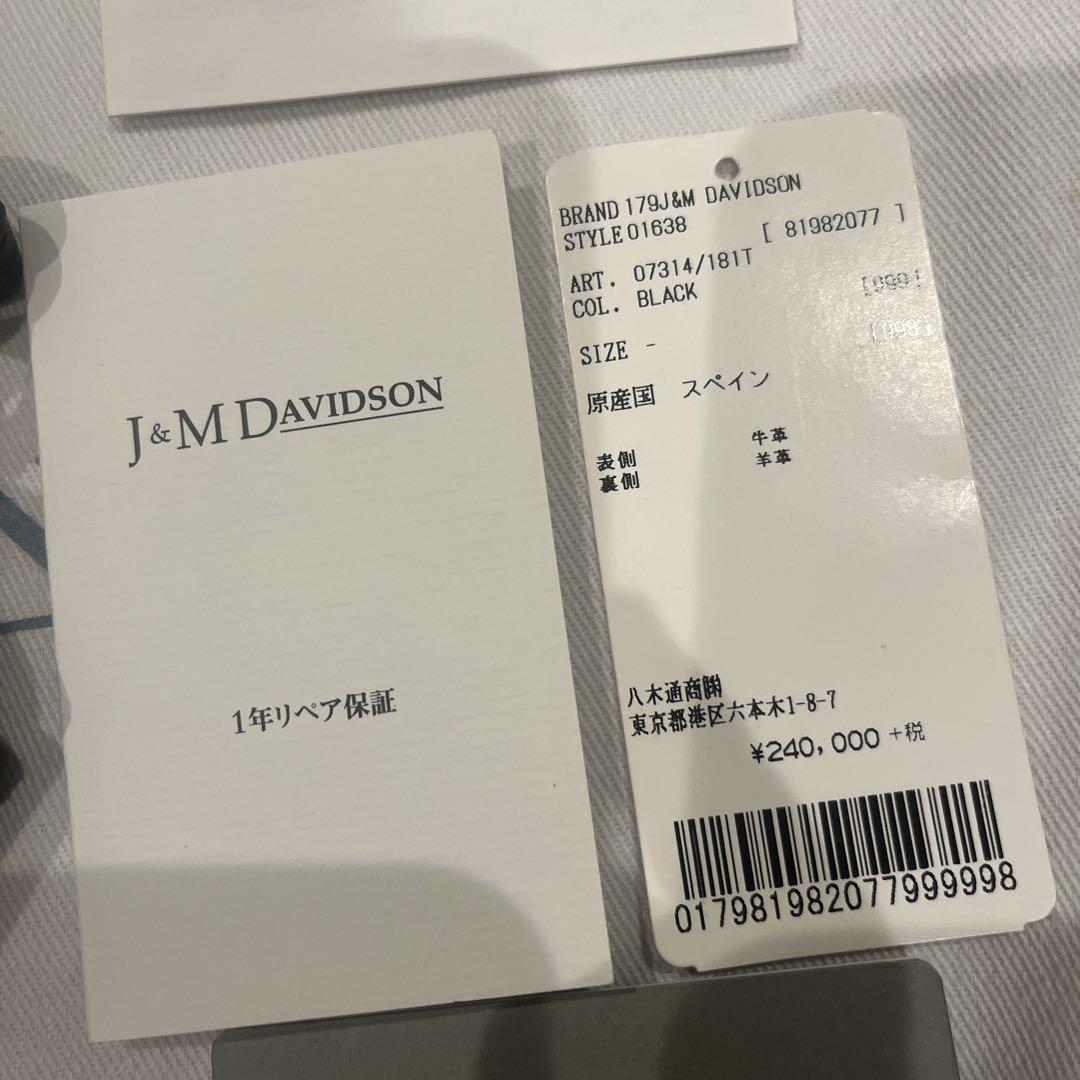 J&M DAVIDSON
1年リペア保証
BRAND 179J&M DAVIDSON
STYLE 01638 [ 81982077 ]
ART. 07314/181T
COL. BLACK [999]
SIZE - [998]
原産国 スペイン
表側 牛革
裏側 羊革
八木通商㈱
東京都港区六本木1-8-7
¥240,000 +税
017981982077999998